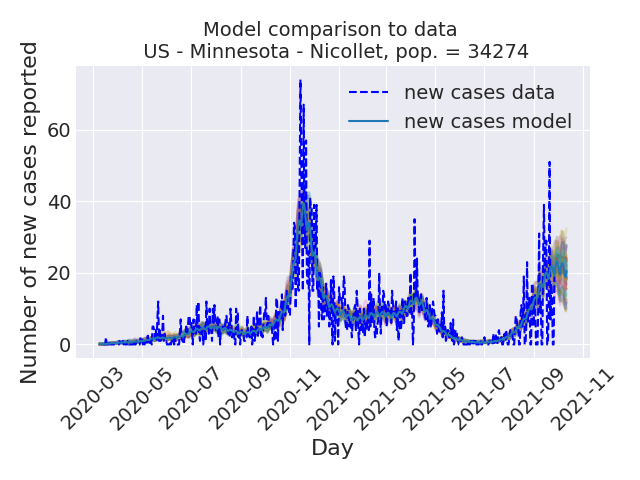 Model comparison to data
US - Minnesota - Nicollet, pop. = 34274
new cases data
new cases model
Number of new cases reported
60
40
20
0
2020-03
2020-05
2020-07
2020-09
2020-11
2021-01
2021-03
2021-05
2021-07
2021-09
2021-11
Day